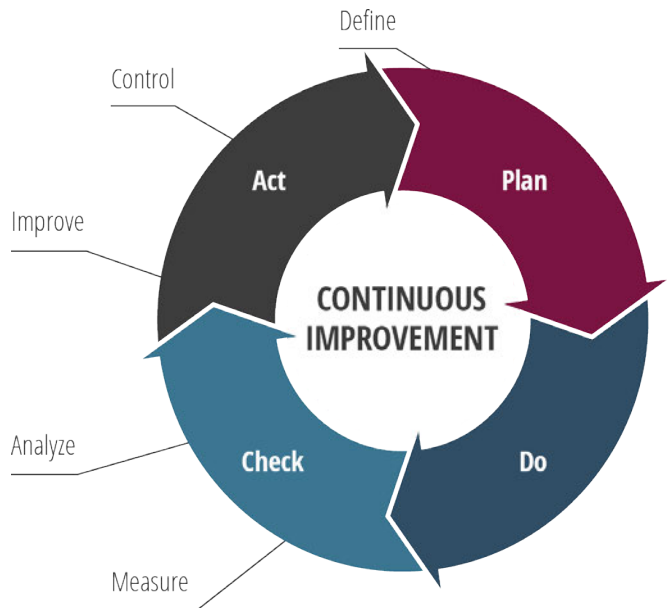 Define
Control
Act
Plan
Improve
CONTINUOUS
IMPROVEMENT
Analyze
Check
Do
Measure